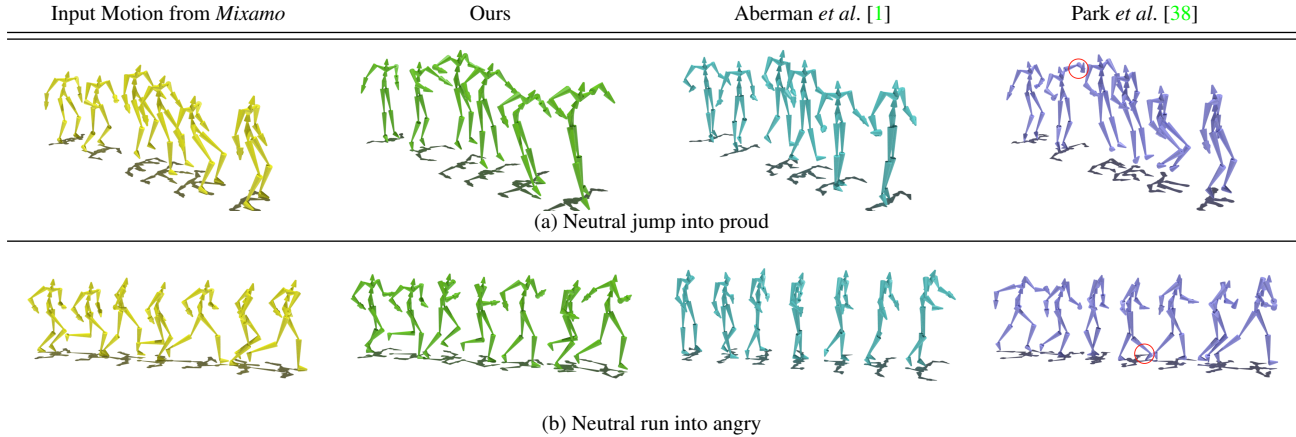 Input Motion from Mixamo Ours Aberman et al. [1] Park et al. [38]
(a) Neutral jump into proud
(b) Neutral run into angry